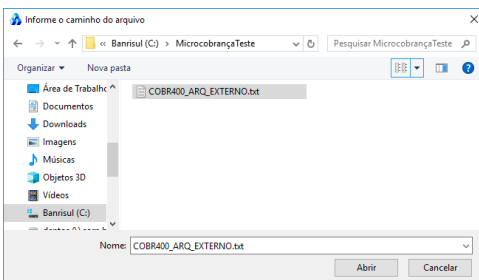 Informe o caminho do arquivo
« Banrisul (C:) > MicrocobrançaTeste
Pesquisar MicrocobrançaTeste
Organizar Nova pasta
Área de Trabalho
Documentos
Downloads
Imagens
Músicas
Objetos 3D
Vídeos
Banrisul (C:)
COBR400_ARQ_EXTERNO.txt
Nome: COBR400_ARQ_EXTERNO.txt
Abrir Cancelar